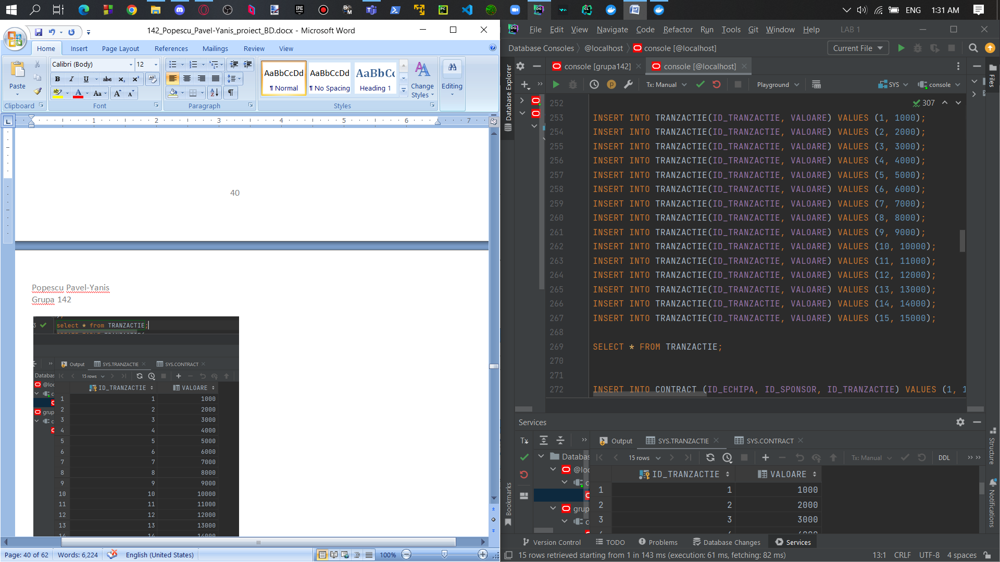 ENG 1:31 AM
142_Popescu_Pavel-Yanis_proiect_BD.docx - Microsoft Word
Home Insert Page Layout References Mailings Review View
Paste
Calibri (Body) 12
Normal No Spacing Heading 1
Change Styles
Editing
Clipboard Font Paragraph Styles
1 2 3 4 5 6 7
40
Popescu Pavel-Yanis
Grupa 142
select * from TRANZACTIE;
Output SYS.TRANZACTIE SYS.CONTRACT
15 rows
ID_TRANZACTIE VALOARE
1 1 1000
2 2 2000
3 3 3000
4 4 4000
5 5 5000
6 6 6000
7 7 7000
8 8 8000
9 9 9000
10 10 10000
11 11 11000
12 12 12000
13 13 13000
14 14 14000
Page: 40 of 62 Words: 6,224 English (United States) 100%
File Edit View Navigate Code Refactor Run Tools Git Window Help LAB 1
Database Consoles @localhost console [@localhost] Current File
console [grupa142] console [@localhost]
Tx: Manual Playground SYS console
Database Explorer
Files
307
252
253 INSERT INTO TRANZACTIE(ID_TRANZACTIE, VALOARE) VALUES (1, 1000);
254 INSERT INTO TRANZACTIE(ID_TRANZACTIE, VALOARE) VALUES (2, 2000);
255 INSERT INTO TRANZACTIE(ID_TRANZACTIE, VALOARE) VALUES (3, 3000);
256 INSERT INTO TRANZACTIE(ID_TRANZACTIE, VALOARE) VALUES (4, 4000);
257 INSERT INTO TRANZACTIE(ID_TRANZACTIE, VALOARE) VALUES (5, 5000);
258 INSERT INTO TRANZACTIE(ID_TRANZACTIE, VALOARE) VALUES (6, 6000);
259 INSERT INTO TRANZACTIE(ID_TRANZACTIE, VALOARE) VALUES (7, 7000);
260 INSERT INTO TRANZACTIE(ID_TRANZACTIE, VALOARE) VALUES (8, 8000);
261 INSERT INTO TRANZACTIE(ID_TRANZACTIE, VALOARE) VALUES (9, 9000);
262 INSERT INTO TRANZACTIE(ID_TRANZACTIE, VALOARE) VALUES (10, 10000);
263 INSERT INTO TRANZACTIE(ID_TRANZACTIE, VALOARE) VALUES (11, 11000);
264 INSERT INTO TRANZACTIE(ID_TRANZACTIE, VALOARE) VALUES (12, 12000);
265 INSERT INTO TRANZACTIE(ID_TRANZACTIE, VALOARE) VALUES (13, 13000);
266 INSERT INTO TRANZACTIE(ID_TRANZACTIE, VALOARE) VALUES (14, 14000);
267 INSERT INTO TRANZACTIE(ID_TRANZACTIE, VALOARE) VALUES (15, 15000);
268
269 SELECT * FROM TRANZACTIE;
270
271
272 INSERT INTO CONTRACT (ID_ECHIPA, ID_SPONSOR, ID_TRANZACTIE) VALUES (1, 1
Services
Tx Output SYS.TRANZACTIE SYS.CONTRACT
15 rows Tx: Manual DDL
ID_TRANZACTIE VALOARE
1 1 1000
2 2 2000
3 3 3000
Bookmarks
Structure
Notifications
Version Control TODO Problems Database Changes Services
15 rows retrieved starting from 1 in 143 ms (execution: 61 ms, fetching: 82 ms) 13:1 CRLF UTF-8 4 spaces